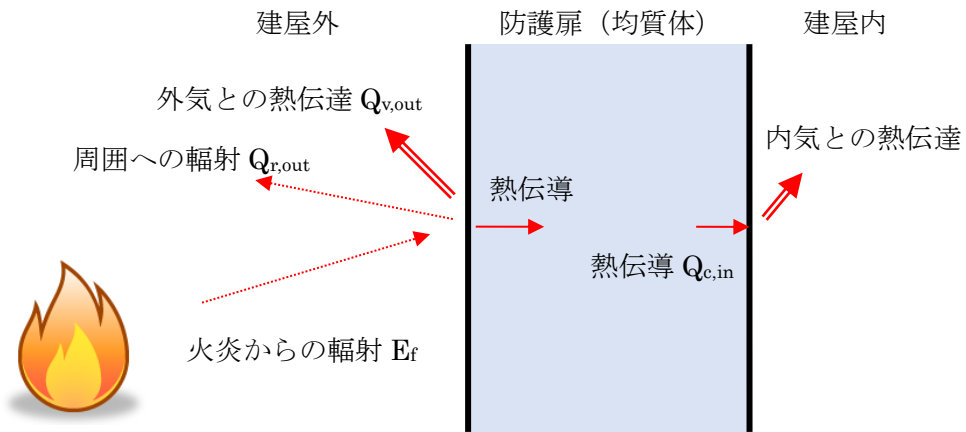 建屋外
防護扉（均質体）
建屋内
外気との熱伝達 Qv,out
周囲への輻射 Qr,out
内気との熱伝達
熱伝導
熱伝導 Qc,in
火炎からの輻射 Ef